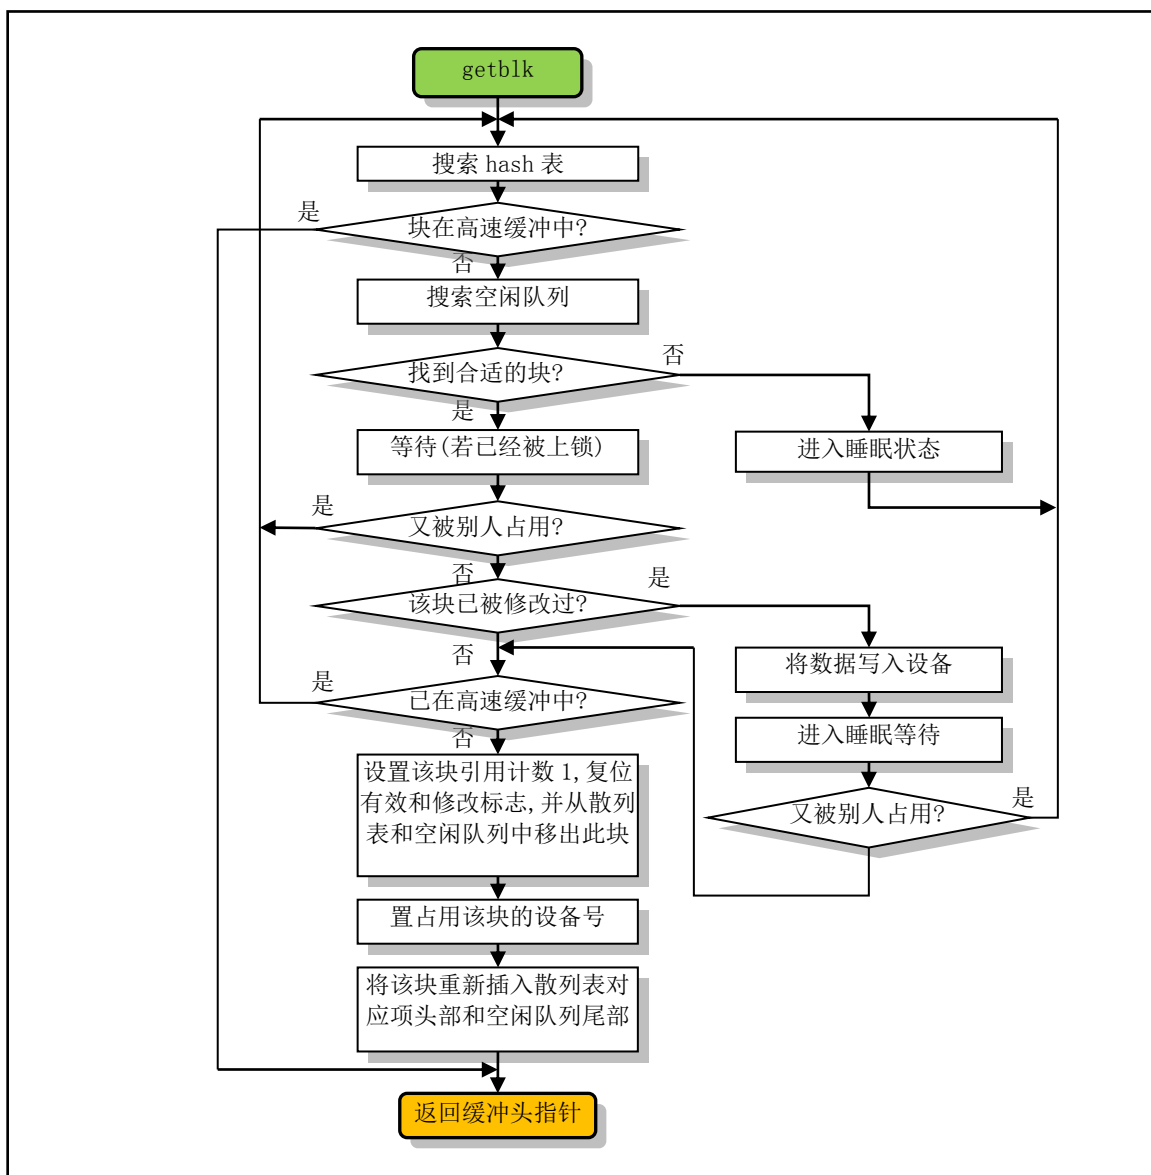 getblk
搜索 hash 表
是
块在高速缓冲中?
否
搜索空闲队列
否
找到合适的块?
是
等待(若已经被上锁)
进入睡眠状态
是
又被别人占用?
否
是
该块已被修改过?
否
将数据写入设备
是
已在高速缓冲中?
否
进入睡眠等待
设置该块引用计数 1,复位
有效和修改标志,并从散列
表和空闲队列中移出此块
是
又被别人占用?
置占用该块的设备号
将该块重新插入散列表对
应项头部和空闲队列尾部
返回缓冲头指针